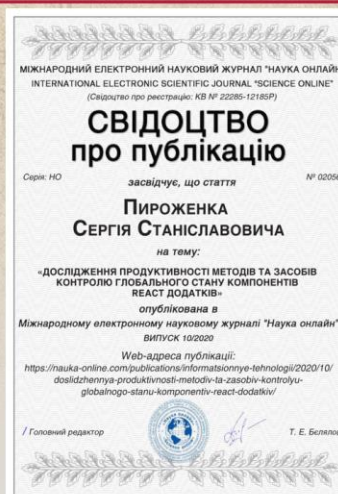 МІЖНАРОДНИЙ ЕЛЕКТРОННИЙ НАУКОВИЙ ЖУРНАЛ "НАУКА ОНЛАЙН"
INTERNATIONAL ELECTRONIC SCIENTIFIC JOURNAL "SCIENCE ONLINE"
(Свідоцтво про реєстрацію: КВ № 22285-12185Р)
СВІДОЦТВО
про публікацію
Серія: НО № 02056
засвідчує, що стаття
ПИРОЖЕНКА
СЕРГІЯ СТАНІСЛАВОВИЧА
на тему:
«ДОСЛІДЖЕННЯ ПРОДУКТИВНОСТІ МЕТОДІВ ТА ЗАСОБІВ
КОНТРОЛЮ ГЛОБАЛЬНОГО СТАНУ КОМПОНЕНТІВ
REACT ДОДАТКІВ»
опублікована в
Міжнародному електронному науковому журналі "Наука онлайн"
ВИПУСК 10/2020
Web-адреса публікації:
https://nauka-online.com/publications/informatsionnye-tehnologii/2020/10/
doslidzhennya-produktivnosti-metodiv-ta-zasobiv-kontrolyu-
globalnogo-stanu-komponentiv-react-dodatkiv/
/ Головний редактор Т. Е. Бєлялов